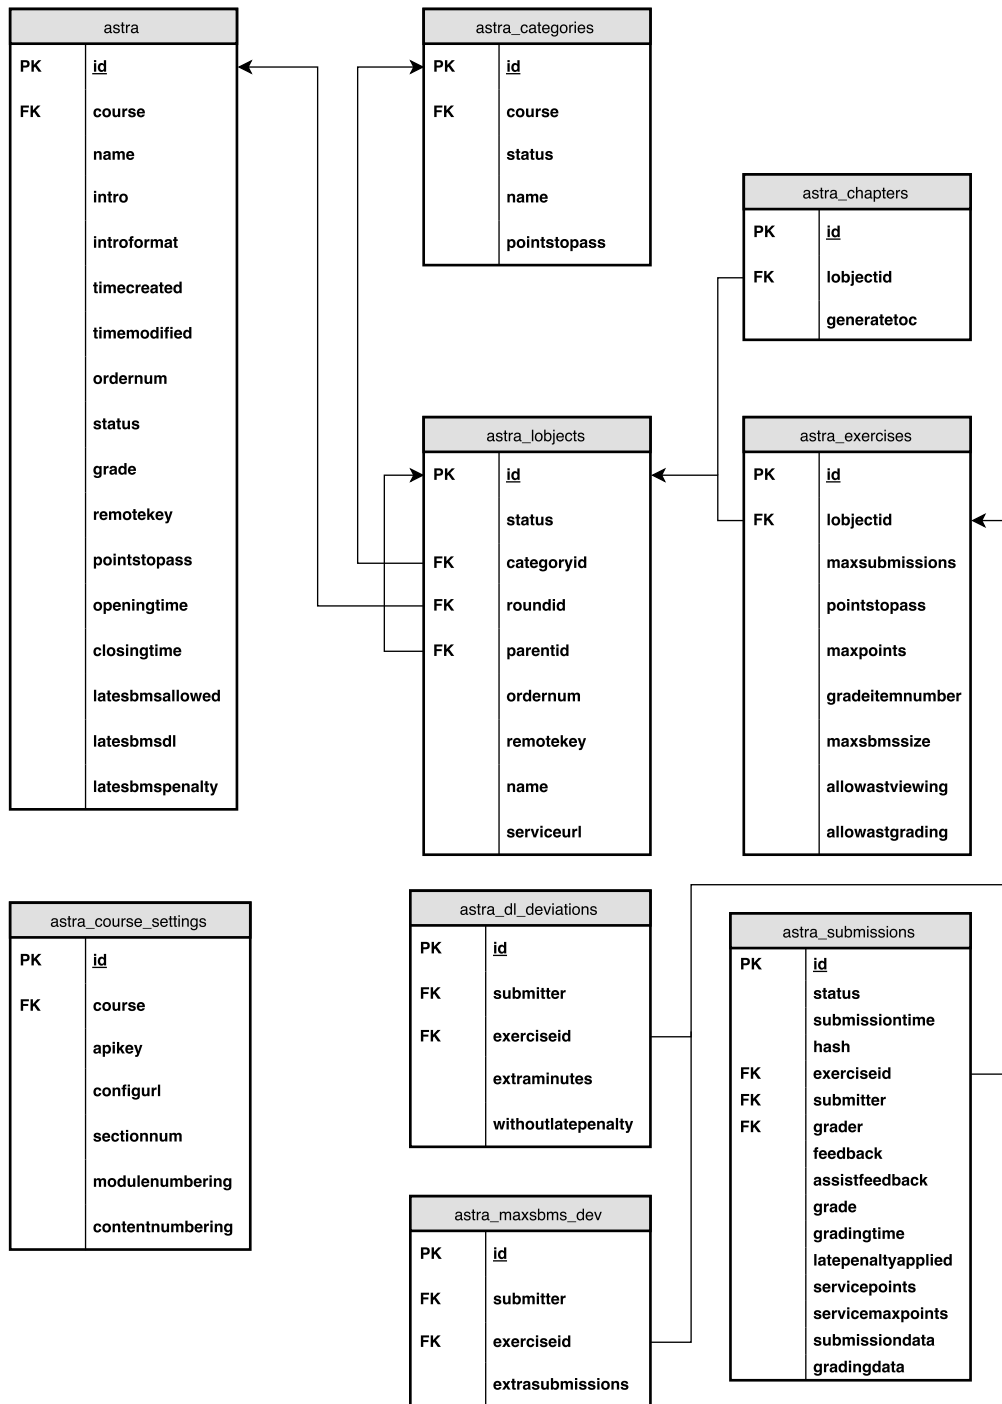 astra
PK id
FK course
name
intro
introformat
timecreated
timemodified
ordernum
status
grade
remotekey
pointstopass
openingtime
closingtime
latesbmsallowed
latesbmsdl
latesbmspenalty
astra_categories
PK id
FK course
status
name
pointstopass
astra_chapters
PK id
FK lobjectid
generatetoc
astra_lobjects
PK id
status
FK categoryid
FK roundid
FK parentid
ordernum
remotekey
name
serviceurl
astra_exercises
PK id
FK lobjectid
maxsubmissions
pointstopass
maxpoints
gradeitemnumber
maxsbmssize
allowastviewing
allowastgrading
astra_course_settings
PK id
FK course
apikey
configurl
sectionnum
modulenumbering
contentnumbering
astra_dl_deviations
PK id
FK submitter
FK exerciseid
extraminutes
withoutlatepenalty
astra_submissions
PK id
status
submissiontime
hash
FK exerciseid
FK submitter
FK grader
feedback
assistfeedback
grade
gradingtime
latepenaltyapplied
servicepoints
servicemaxpoints
submissiondata
gradingdata
astra_maxsbms_dev
PK id
FK submitter
FK exerciseid
extrasubmissions